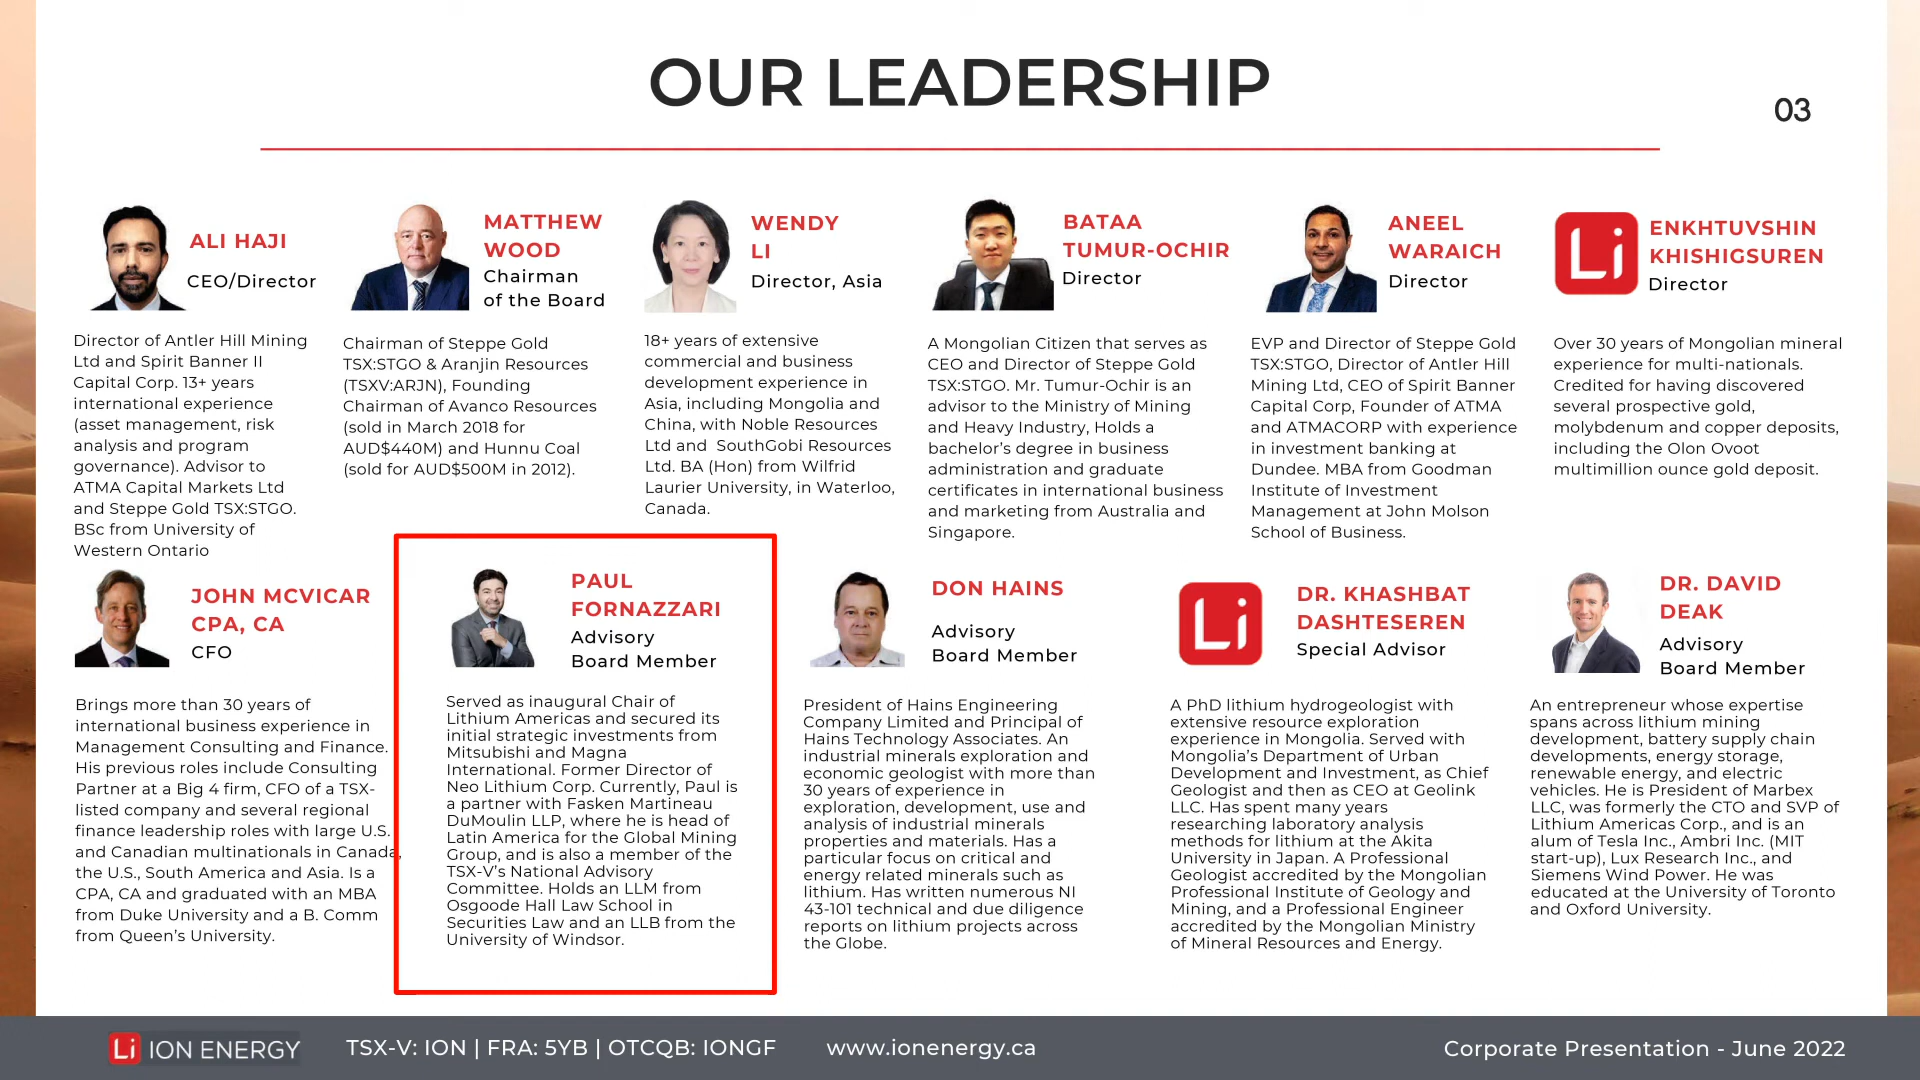 OUR LEADERSHIP
03
ALI HAJI
CEO/Director
Director of Antler Hill Mining
Ltd and Spirit Banner II
Capital Corp. 13+ years
international experience
(asset management, risk
analysis and program
governance). Advisor to
ATMA Capital Markets Ltd
and Steppe Gold TSX:STGO.
BSc from University of
Western Ontario
MATTHEW
WOOD
Chairman
of the Board
Chairman of Steppe Gold
TSX:STGO & Aranjin Resources
(TSXV:ARJN), Founding
Chairman of Avanco Resources
(sold in March 2018 for
AUD$440M) and Hunnu Coal
(sold for AUD$500M in 2012).
WENDY
LI
Director, Asia
18+ years of extensive
commercial and business
development experience in
Asia, including Mongolia and
China, with Noble Resources
Ltd and  SouthGobi Resources
Ltd. BA (Hon) from Wilfrid
Laurier University, in Waterloo,
Canada.
BATAA
TUMUR-OCHIR
Director
A Mongolian Citizen that serves as
CEO and Director of Steppe Gold
TSX:STGO. Mr. Tumur-Ochir is an
advisor to the Ministry of Mining
and Heavy Industry, Holds a
bachelor's degree in business
administration and graduate
certificates in international business
and marketing from Australia and
Singapore.
ANEEL
WARAICH
Director
EVP and Director of Steppe Gold
TSX:STGO, Director of Antler Hill
Mining Ltd, CEO of Spirit Banner
Capital Corp, Founder of ATMA
and ATMACORP with experience
in investment banking at
Dundee. MBA from Goodman
Institute of Investment
Management at John Molson
School of Business.
Li
ENKHTUVSHIN
KHISHIGSUREN
Director
Over 30 years of Mongolian mineral
experience for multi-nationals.
Credited for having discovered
several prospective gold,
molybdenum and copper deposits,
including the Olon Ovoot
multimillion ounce gold deposit.
JOHN MCVICAR
CPA, CA
CFO
Brings more than 30 years of
international business experience in
Management Consulting and Finance.
His previous roles include Consulting
Partner at a Big 4 firm, CFO of a TSX-
listed company and several regional
finance leadership roles with large U.S.
and Canadian multinationals in Canada,
the U.S., South America and Asia. Is a
CPA, CA and graduated with an MBA
from Duke University and a B. Comm
from Queen's University.
PAUL
FORNAZZARI
Advisory
Board Member
Served as inaugural Chair of
Lithium Americas and secured its
initial strategic investments from
Mitsubishi and Magna
International. Former Director of
Neo Lithium Corp. Currently, Paul is
a partner with Fasken Martineau
DuMoulin LLP, where he is head of
Latin America for the Global Mining
Group, and is also a member of the
TSX-V's National Advisory
Committee. Holds an LLM from
Osgoode Hall Law School in
Securities Law and an LLB from the
University of Windsor.
DON HAINS
Advisory
Board Member
President of Hains Engineering
Company Limited and Principal of
Hains Technology Associates. An
industrial minerals exploration and
economic geologist with more than
30 years of experience in
exploration, development, use and
analysis of industrial minerals
properties and materials. Has a
particular focus on critical and
energy related minerals such as
lithium. Has written numerous NI
43-101 technical and due diligence
reports on lithium projects across
the Globe.
Li
DR. KHASHBAT
DASHTESEREN
Special Advisor
A PhD lithium hydrogeologist with
extensive resource exploration
experience in Mongolia. Served with
Mongolia's Department of Urban
Development and Investment, as Chief
Geologist and then as CEO at Geolink
LLC. Has spent many years
researching laboratory analysis
methods for lithium at the Akita
University in Japan. A Professional
Geologist accredited by the Mongolian
Professional Institute of Geology and
Mining, and a Professional Engineer
accredited by the Mongolian Ministry
of Mineral Resources and Energy.
DR. DAVID
DEAK
Advisory
Board Member
An entrepreneur whose expertise
spans across lithium mining
development, battery supply chain
developments, energy storage,
renewable energy, and electric
vehicles. He is President of Marbex
LLC, was formerly the CTO and SVP of
Lithium Americas Corp., and is an
alum of Tesla Inc., Ambri Inc. (MIT
start-up), Lux Research Inc., and
Siemens Wind Power. He was
educated at the University of Toronto
and Oxford University.
Li ION ENERGY
TSX-V: ION | FRA: 5YB | OTCQB: IONGF
www.ionenergy.ca
Corporate Presentation - June 2022